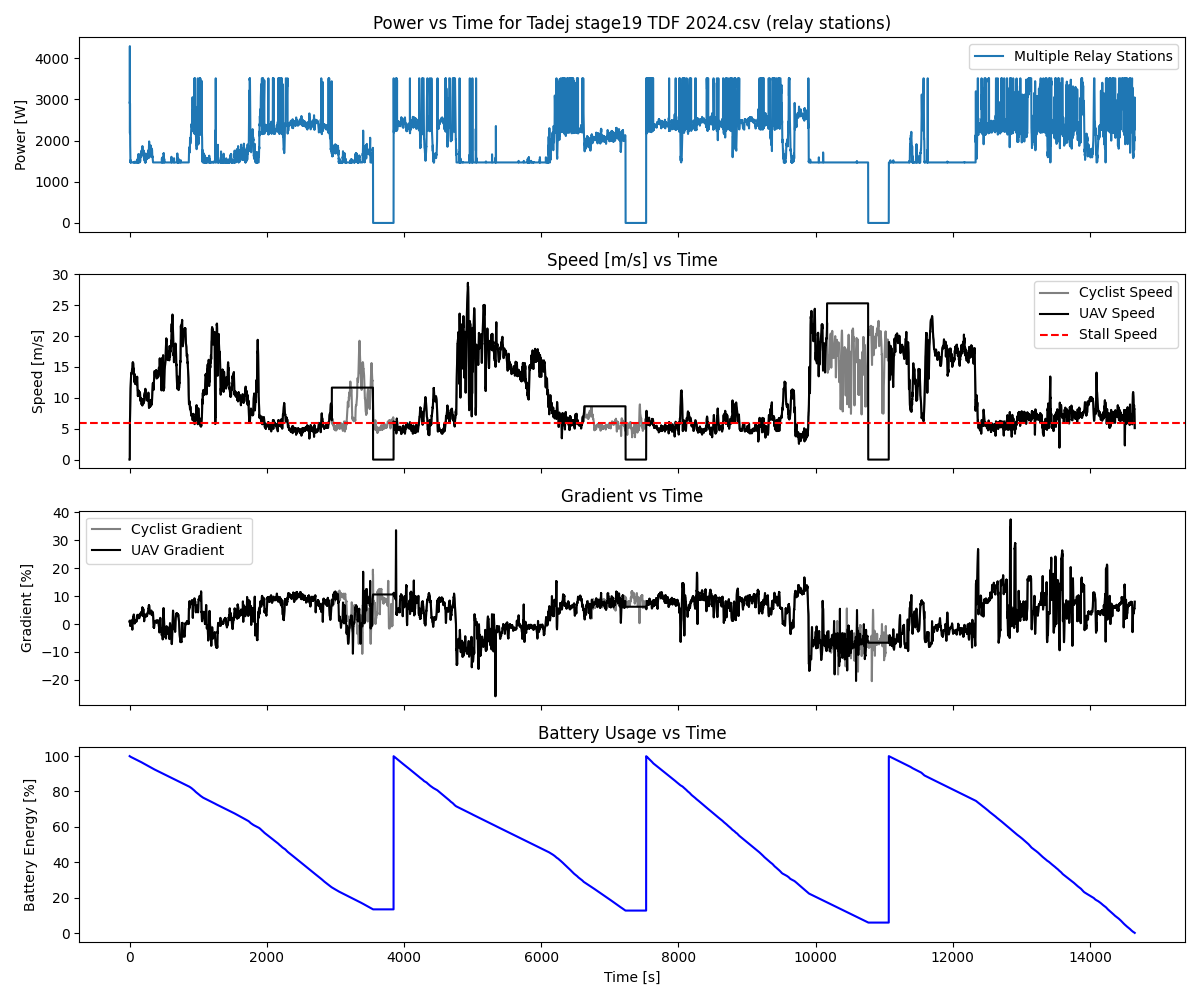 Power vs Time for Tadej stage19 TDF 2024.csv (relay stations)
Power [W]
4000
3000
2000
1000
0
Multiple Relay Stations
Speed [m/s] vs Time
Speed [m/s]
30
25
20
15
10
5
0
Cyclist Speed
UAV Speed
Stall Speed
Gradient vs Time
Gradient [%]
40
30
20
10
0
−10
−20
Cyclist Gradient
UAV Gradient
Battery Usage vs Time
Battery Energy [%]
100
80
60
40
20
0
0 2000 4000 6000 8000 10000 12000 14000
Time [s]